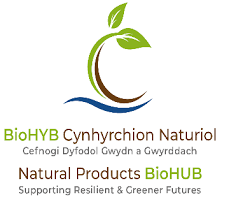 BioHYB Cynhyrchion Naturiol
Cefnogi Dyfodol Gwydn a Gwyrddach
Natural Products BioHUB
Supporting Resilient & Greener Futures